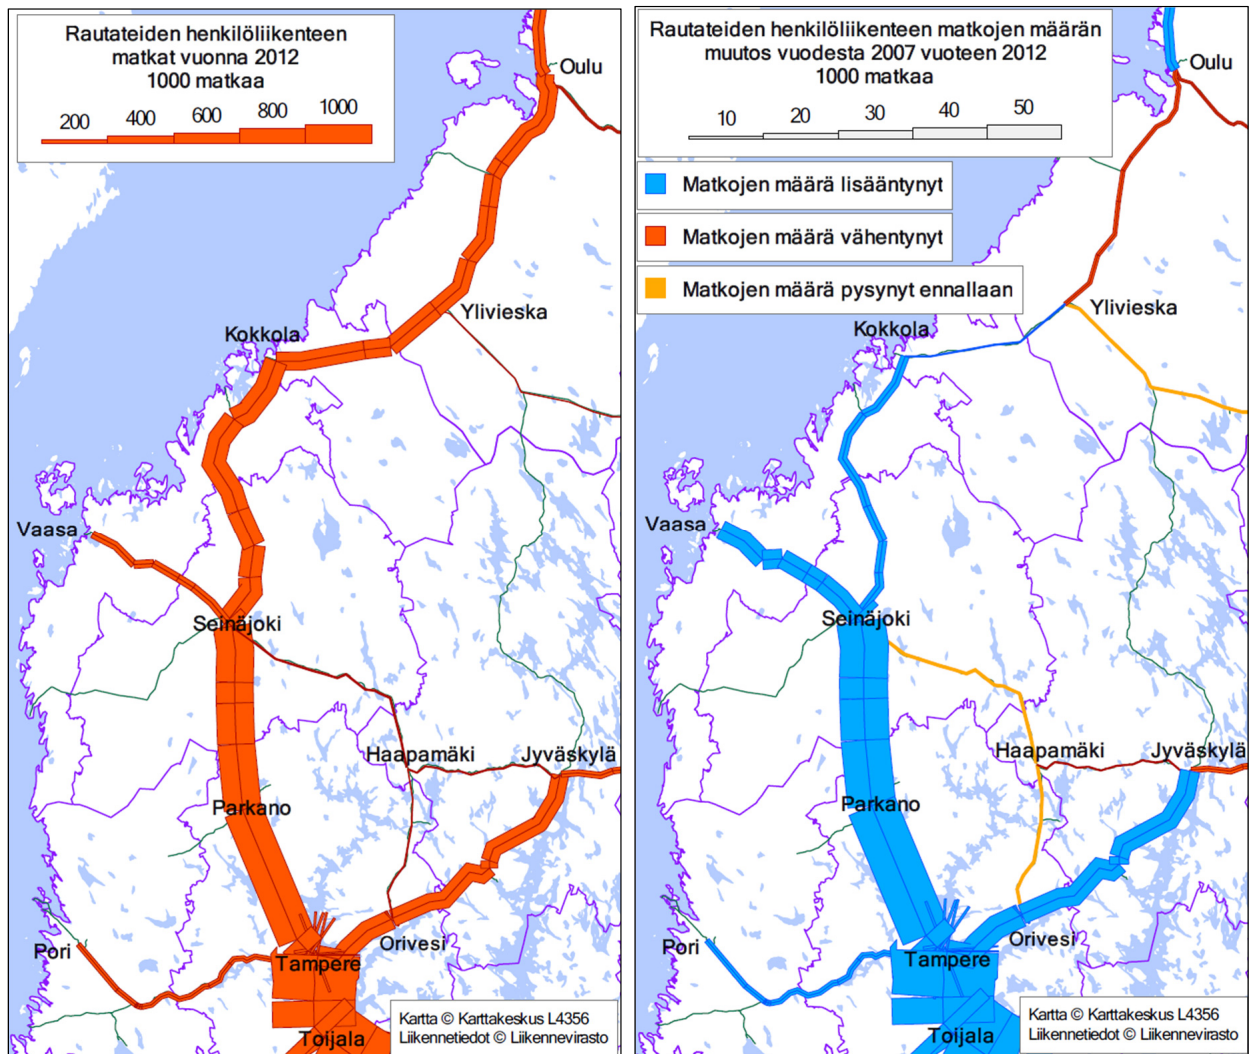 Rautateiden henkilöliikenteen
matkat vuonna 2012
1000 matkaa
200 400 600 800 1000
Oulu
Ylivieska
Kokkola
Vaasa
Seinäjoki
Haapamäki
Jyväskylä
Parkano
Orivesi
Pori
Tampere
Toijala
Kartta © Karttakeskus L4356
Liikennetiedot © Liikennevirasto
Rautateiden henkilöliikenteen matkojen määrän
muutos vuodesta 2007 vuoteen 2012
1000 matkaa
10 20 30 50
Matkojen määrä lisääntynyt
Matkojen määrä vähentynyt
Matkojen määrä pysynyt ennallaan
Oulu
Ylivieska
Kokkola
Vaasa
Seinäjoki
Haapamäki
Jyväskylä
Parkano
Orivesi
Pori
Tampere
Toijala
Kartta © Karttakeskus L4356
Liikennetiedot © Liikennevirasto